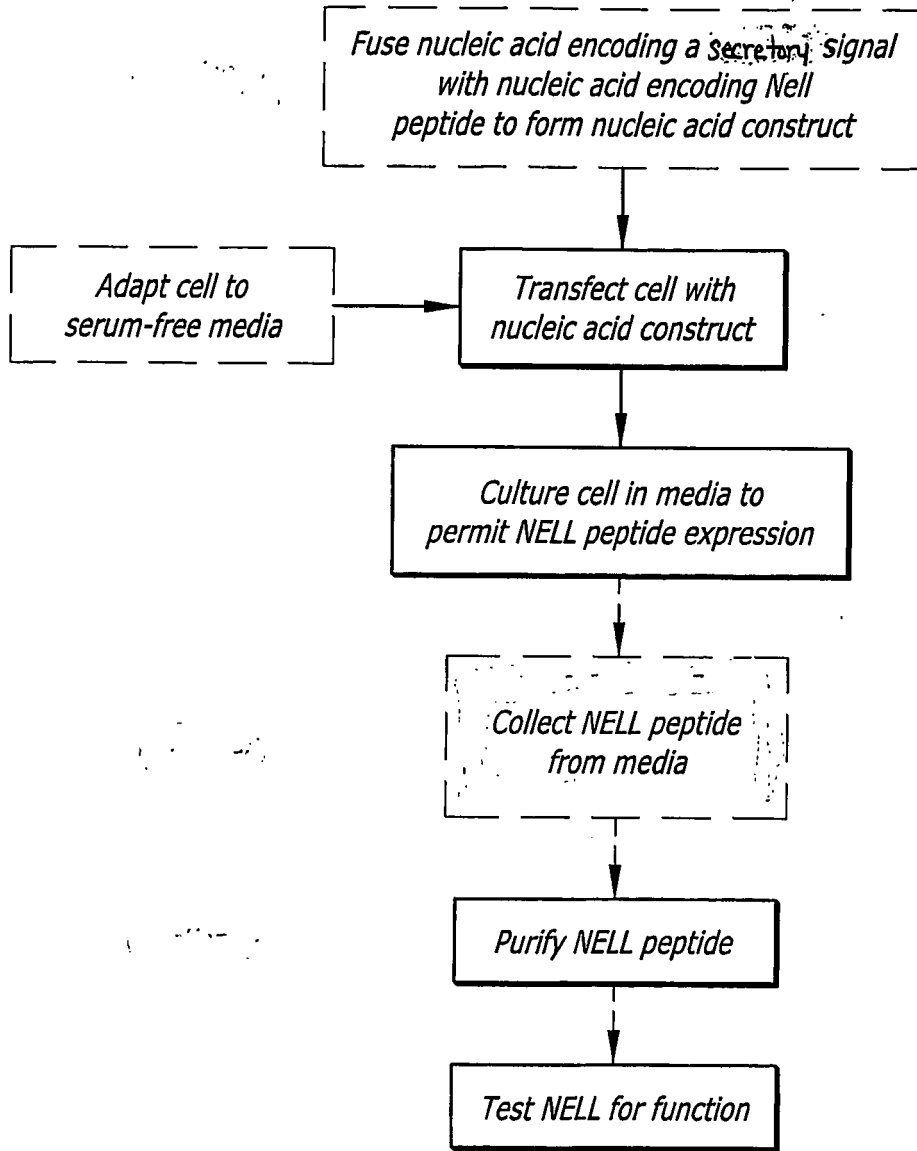 Fuse nucleic acid encoding a secretory signal
with nucleic acid encoding Nell
peptide to form nucleic acid construct
Adapt cell to
serum-free media
Transfect cell with
nucleic acid construct
Culture cell in media to
permit NELL peptide expression
Collect NELL peptide
from media
Purify NELL peptide
Test NELL for function